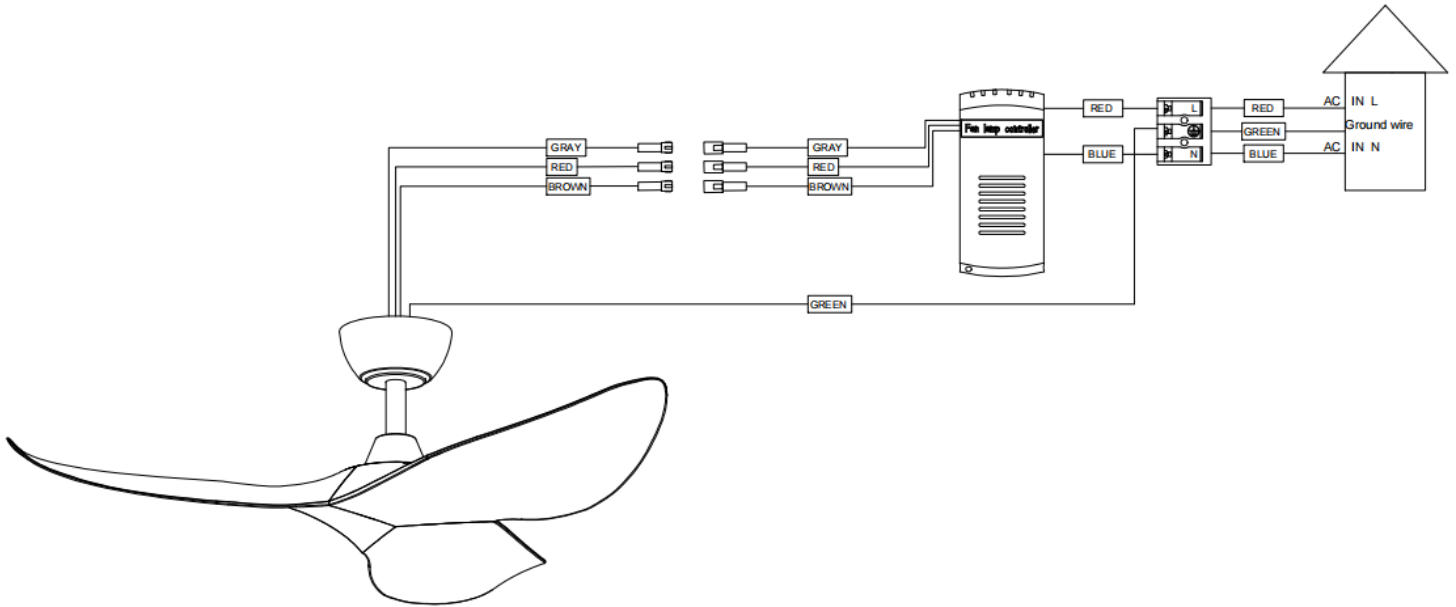 RED
L
RED
AC IN L
Fan lamp controller
GREEN
Ground wire
GRAY
GRAY
BLUE
N
BLUE
AC IN N
RED
RED
BROWN
BROWN
GREEN